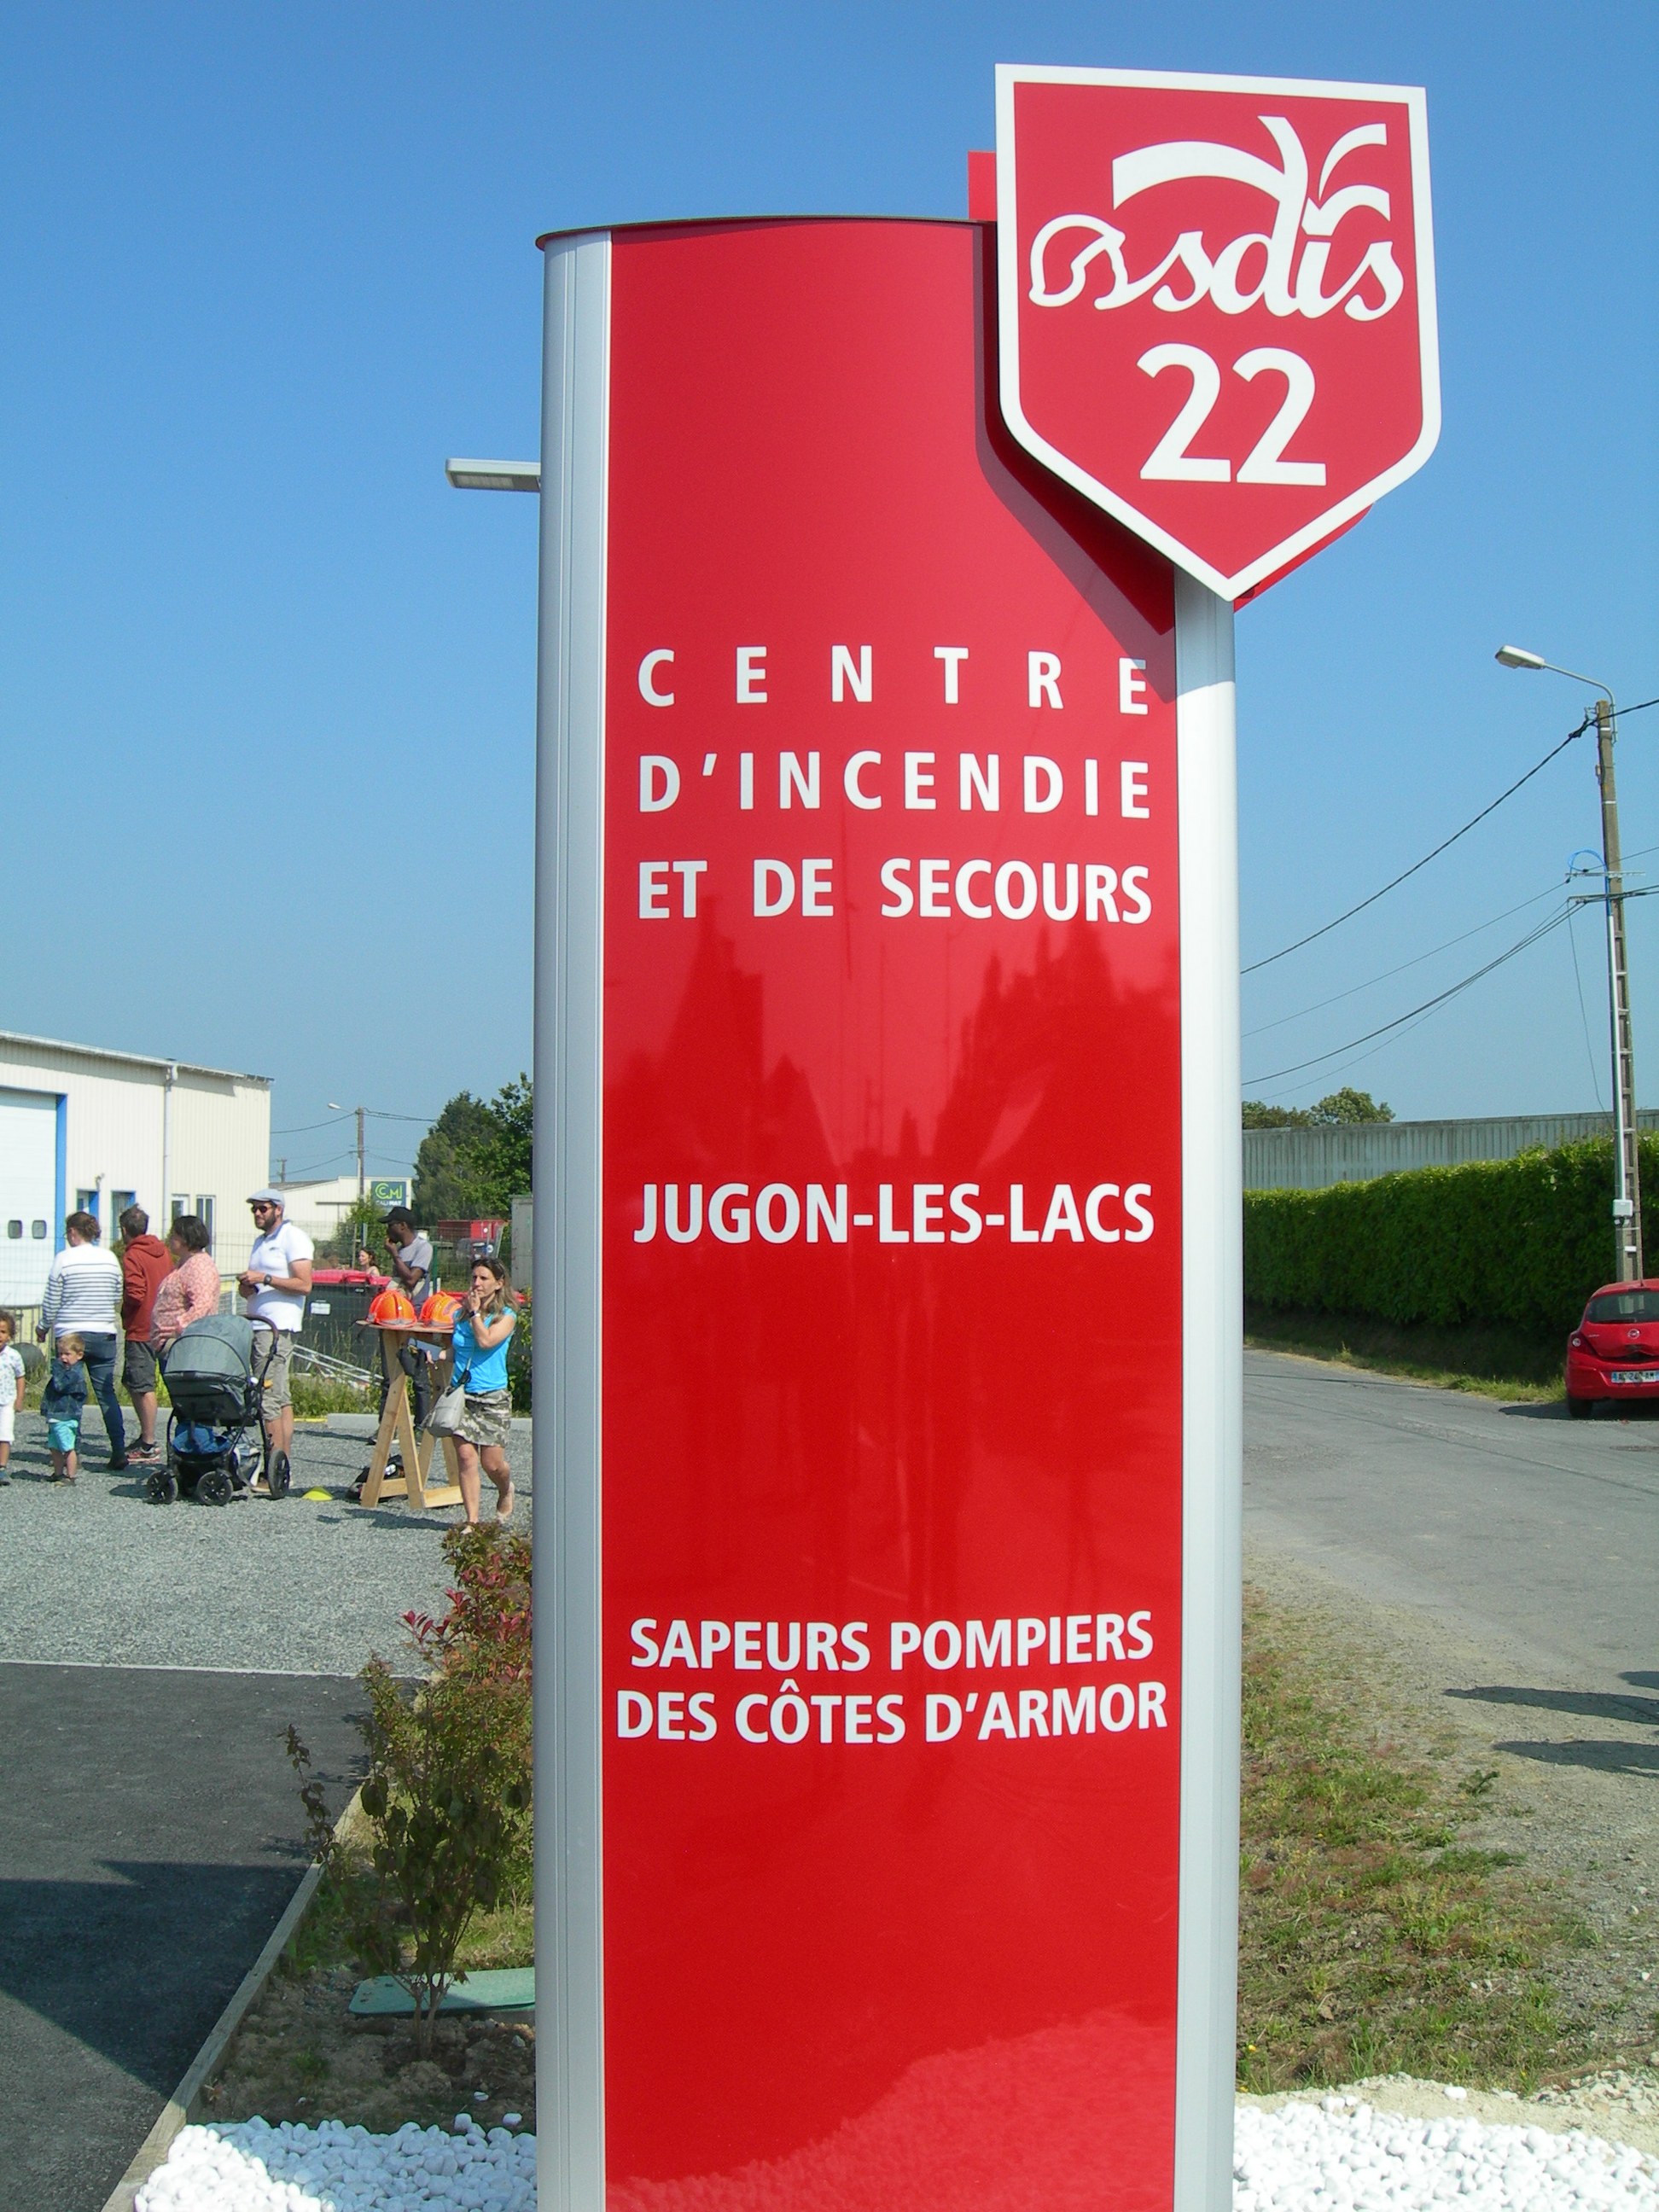 sdis
22
CENTRE
D'INCENDIE
ET DE SECOURS
JUGON-LES-LACS
SAPEURS POMPIERS
DES CÔTES D'ARMOR